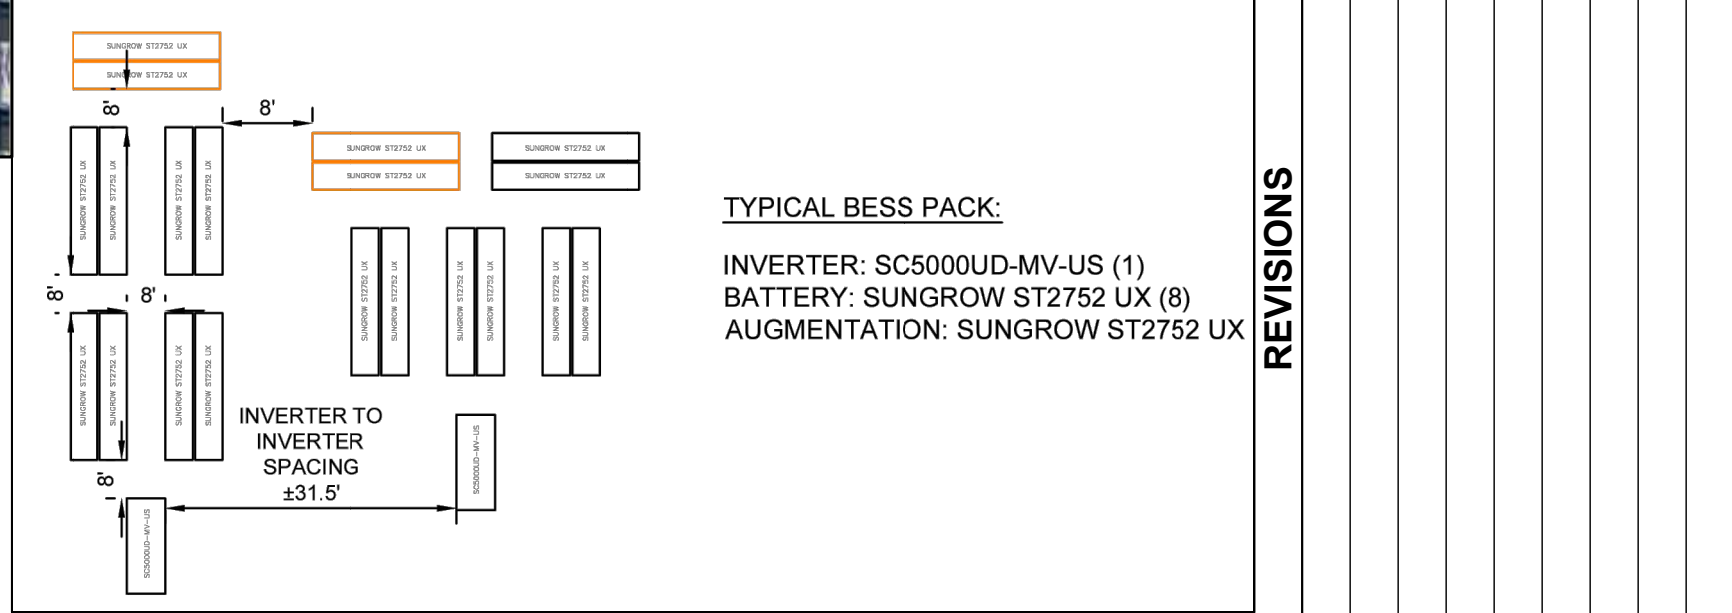 SUNGROW ST2752 UX
SUNGROW ST2752 UX
8'
8'
SUNGROW ST2752 UX
SUNGROW ST2752 UX
SUNGROW ST2752 UX
SUNGROW ST2752 UX
SUNGROW ST2752 UX
SUNGROW ST2752 UX
SUNGROW ST2752 UX
SUNGROW ST2752 UX
8'
8'
SUNGROW ST2752 UX
SUNGROW ST2752 UX
SUNGROW ST2752 UX
SUNGROW ST2752 UX
SUNGROW ST2752 UX
SUNGROW ST2752 UX
SUNGROW ST2752 UX
SUNGROW ST2752 UX
SUNGROW ST2752 UX
SUNGROW ST2752 UX
8'
INVERTER TO
INVERTER
SPACING
±31.5'
SC5000UD-MV-US
SC5000UD-MV-US
TYPICAL BESS PACK:
INVERTER: SC5000UD-MV-US (1)
BATTERY: SUNGROW ST2752 UX (8)
AUGMENTATION: SUNGROW ST2752 UX
REVISIONS